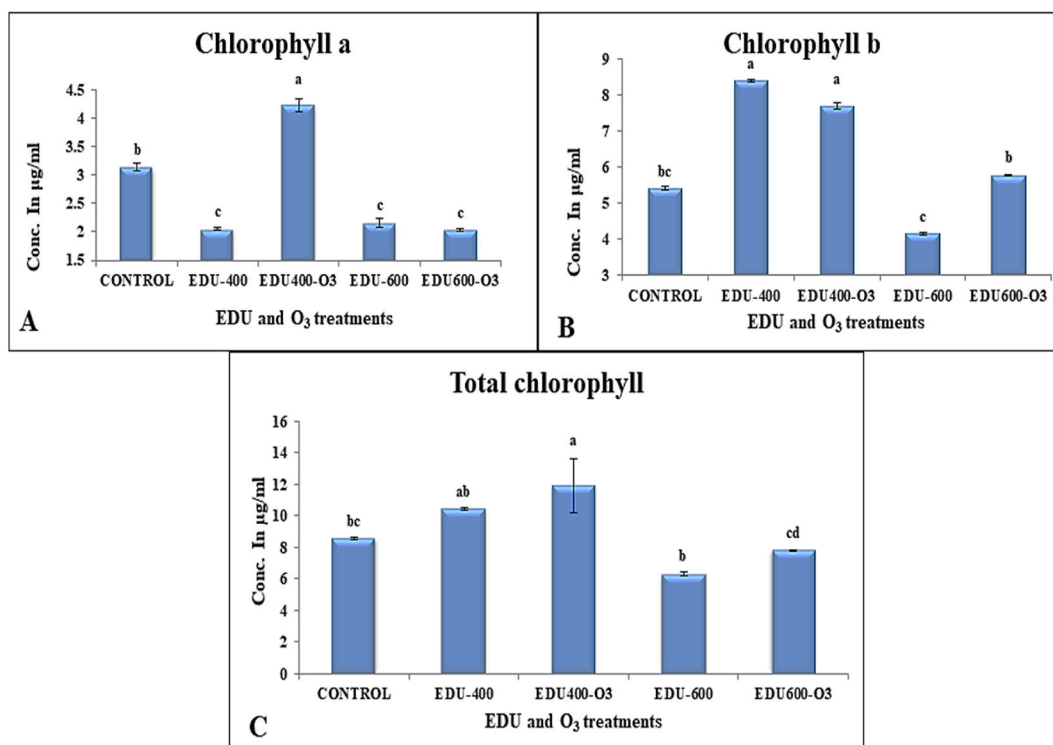 Chlorophyll a
Conc. In µg/ml
4.5
4
3.5
3
2.5
2
1.5
b
c
a
c
c
CONTROL EDU-400 EDU400-O3 EDU-600 EDU600-O3
EDU and O₃ treatments
A
Chlorophyll b
Conc. In µg/ml
9
8
7
6
5
4
3
bc
a
a
c
b
CONTROL EDU-400 EDU400-O3 EDU-600 EDU600-O3
EDU and O₃ treatments
B
Total chlorophyll
Conc. In µg/ml
16
14
12
10
8
6
4
2
0
bc
ab
a
b
cd
CONTROL EDU-400 EDU400-O3 EDU-600 EDU600-O3
EDU and O₃ treatments
C